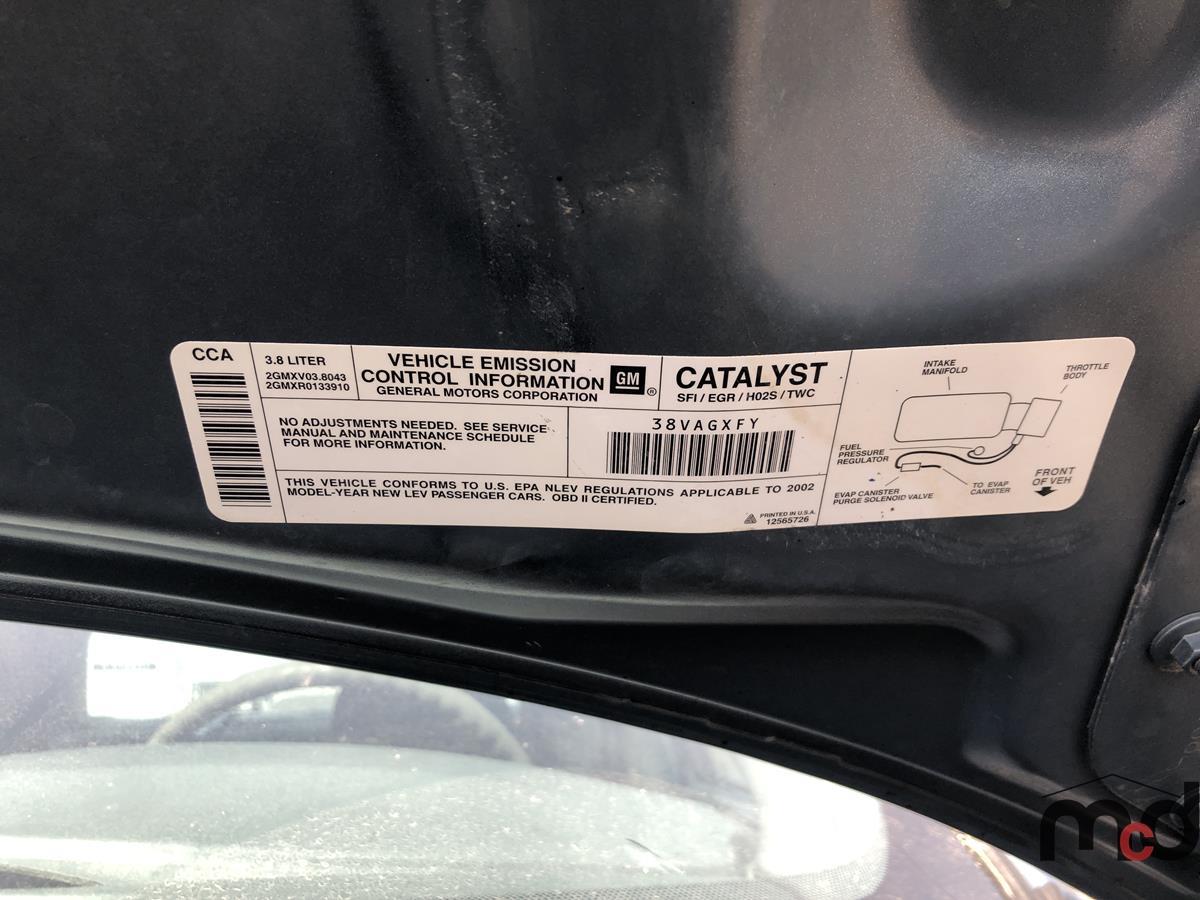 CCA
3.8 LITER
2GMXV03.8043
2GMXR0133910
VEHICLE EMISSION
CONTROL INFORMATION
GENERAL MOTORS CORPORATION
GM
®
CATALYST
SFI / EGR / H02S / TWC
NO ADJUSTMENTS NEEDED. SEE SERVICE
MANUAL AND MAINTENANCE SCHEDULE
FOR MORE INFORMATION.
38VAGXFY
THIS VEHICLE CONFORMS TO U.S. EPA NLEV REGULATIONS APPLICABLE TO 2002
MODEL-YEAR NEW LEV PASSENGER CARS. OBD II CERTIFIED.
PRINTED IN U.S.A.
12565726
INTAKE
MANIFOLD
THROTTLE
BODY
FUEL
PRESSURE
REGULATOR
EVAP CANISTER
PURGE SOLENOID VALVE
TO EVAP
CANISTER
FRONT
OF VEH
mcd